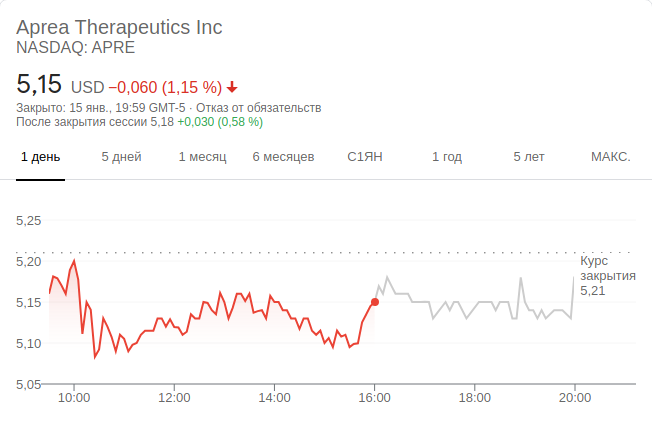 Aprea Therapeutics Inc
NASDAQ: APRE
5,15 USD −0,060 (1,15 %)
Закрыто: 15 янв., 19:59 GMT-5 · Отказ от обязательств
После закрытия сессии 5,18 +0,030 (0,58 %)
1 день 5 дней 1 месяц 6 месяцев С1ЯН 1 год 5 лет МАКС.
5,25
5,20
Курс
закрытия
5,21
5,15
5,10
5,05
10:00 12:00 14:00 16:00 18:00 20:00